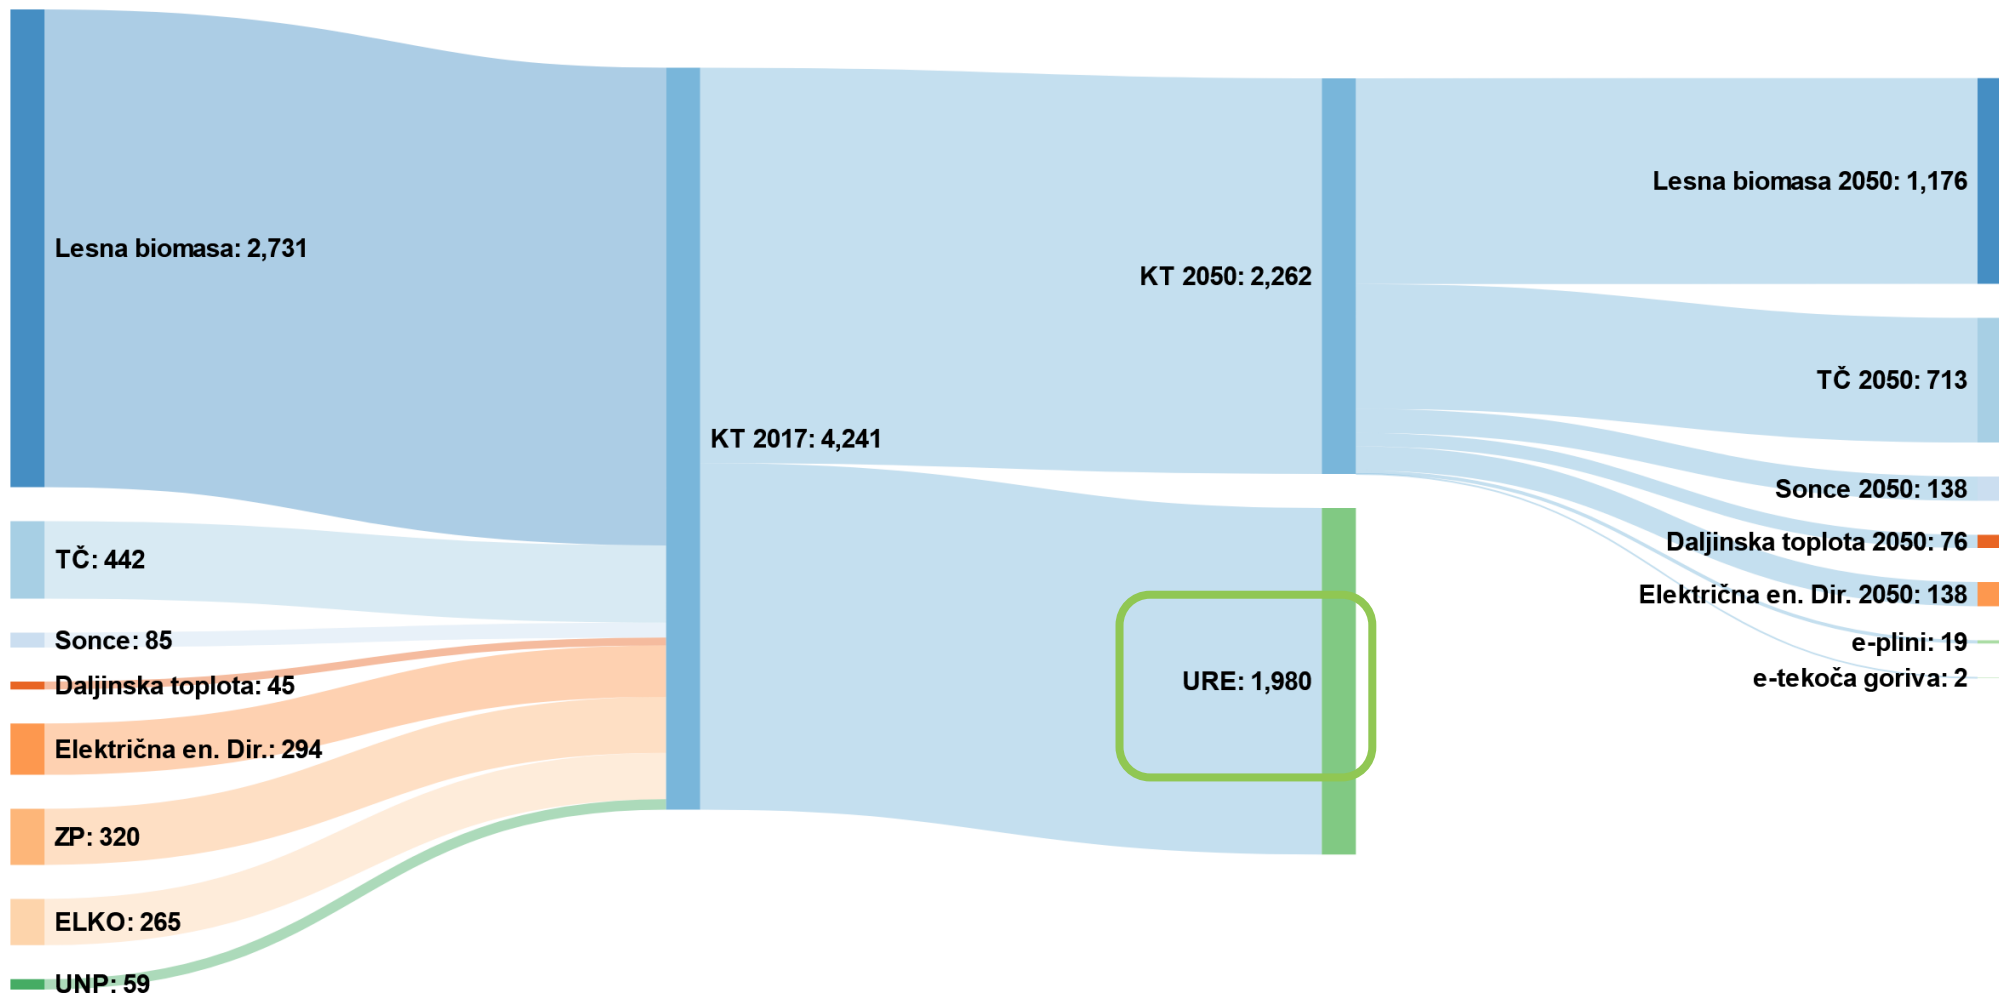 Lesna biomasa: 2,731
TČ: 442
Sonce: 85
Daljinska toplota: 45
Električna en. Dir.: 294
ZP: 320
ELKO: 265
UNP: 59
KT 2017: 4,241
KT 2050: 2,262
URE: 1,980
Lesna biomasa 2050: 1,176
TČ 2050: 713
Sonce 2050: 138
Daljinska toplota 2050: 76
Električna en. Dir. 2050: 138
e-plini: 19
e-tekoča goriva: 2